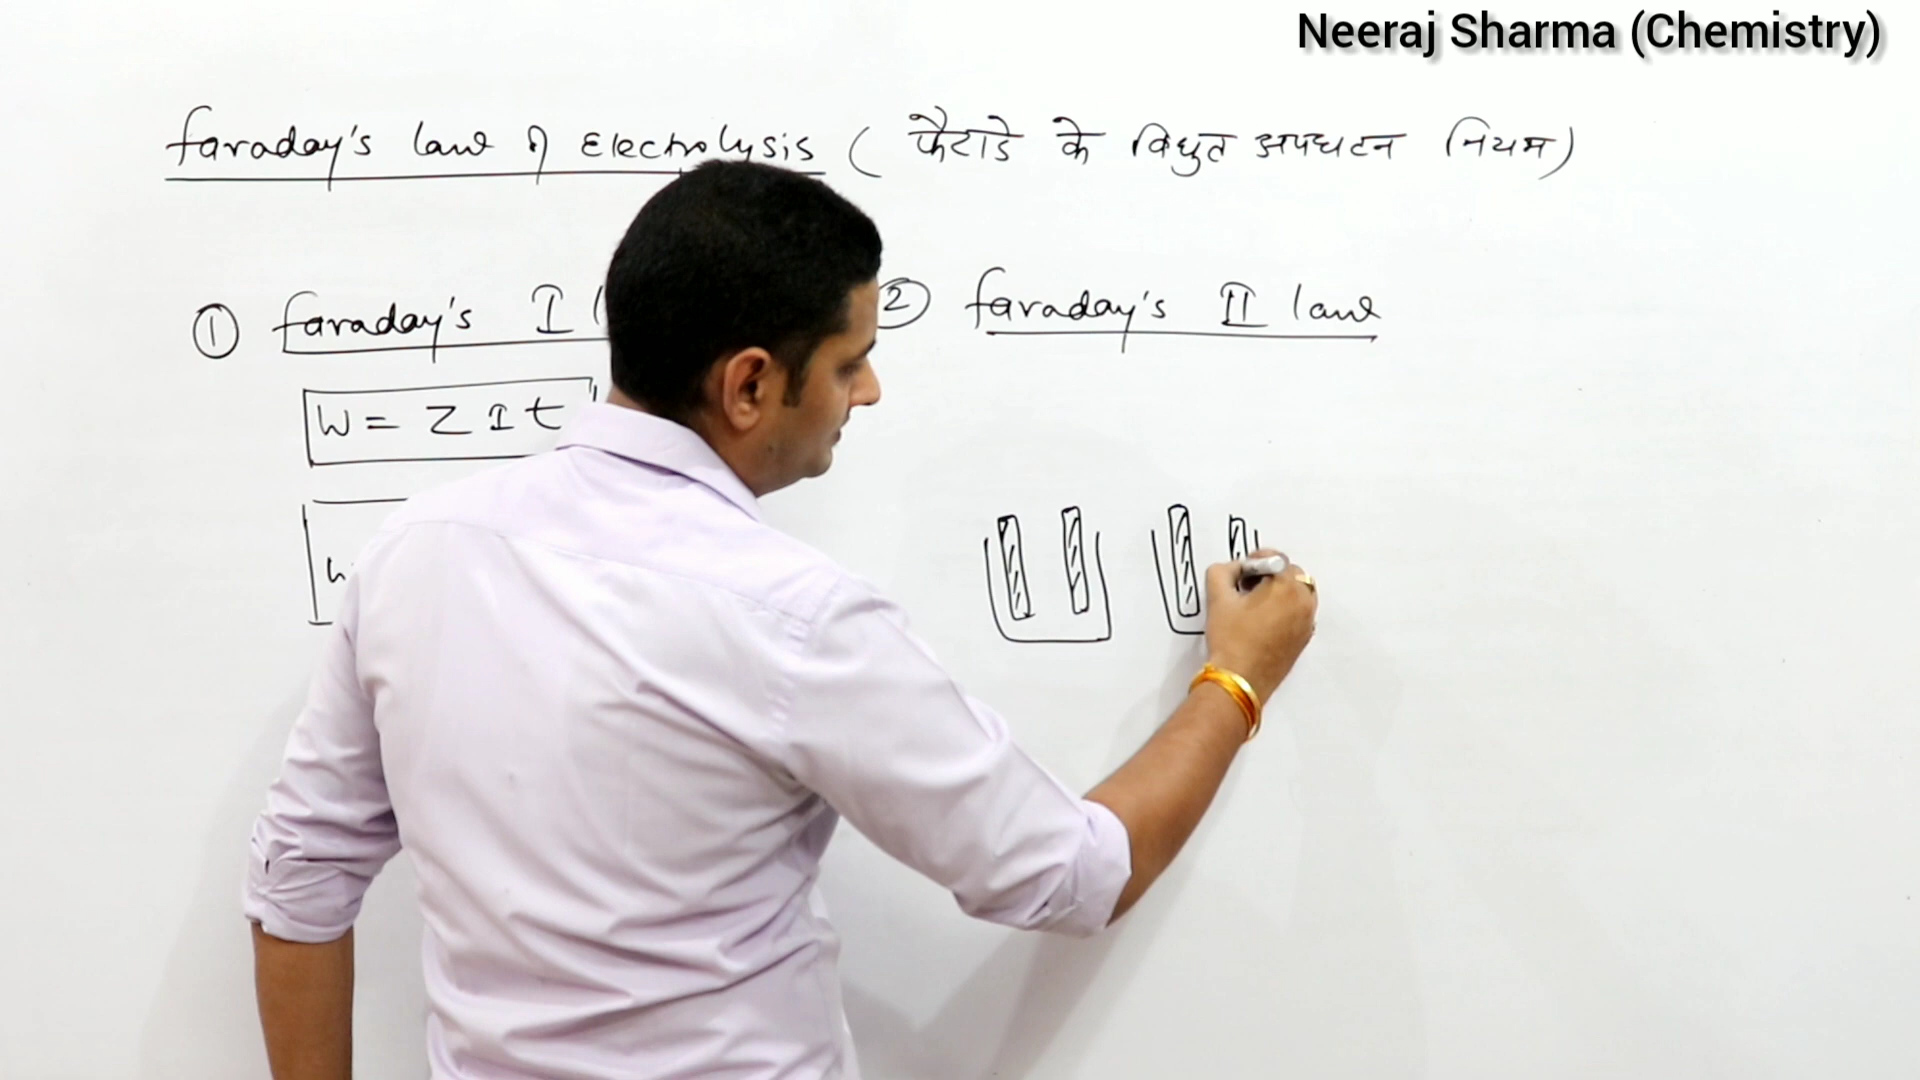 Neeraj Sharma (Chemistry)
faraday's law of Electrolysis ( फैराडे के विधुत अपघटन नियम)
① faraday's I
② faraday's II law
W = Z I t